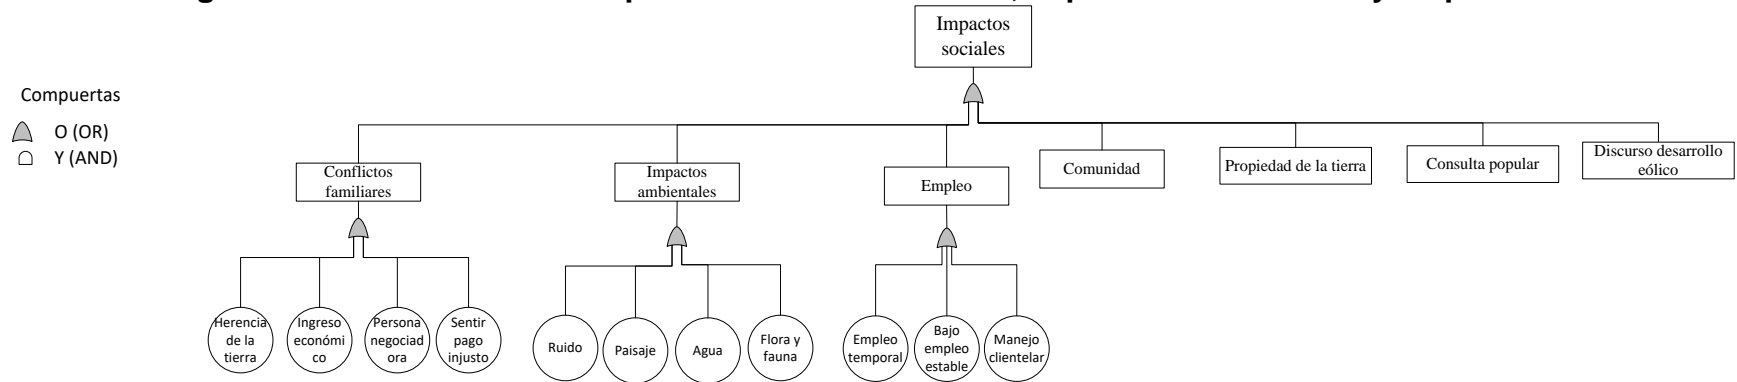 Impactos
sociales
Compuertas
O (OR)
Y (AND)
Conflictos
familiares
Impactos
ambientales
Empleo
Comunidad
Propiedad de la tierra
Consulta popular
Discurso desarrollo
eólico
Herencia
de la
tierra
Ingreso
económi
co
Persona
negociad
ora
Sentir
pago
injusto
Ruido
Paisaje
Agua
Flora y
fauna
Empleo
temporal
Bajo
empleo
estable
Manejo
clientelar